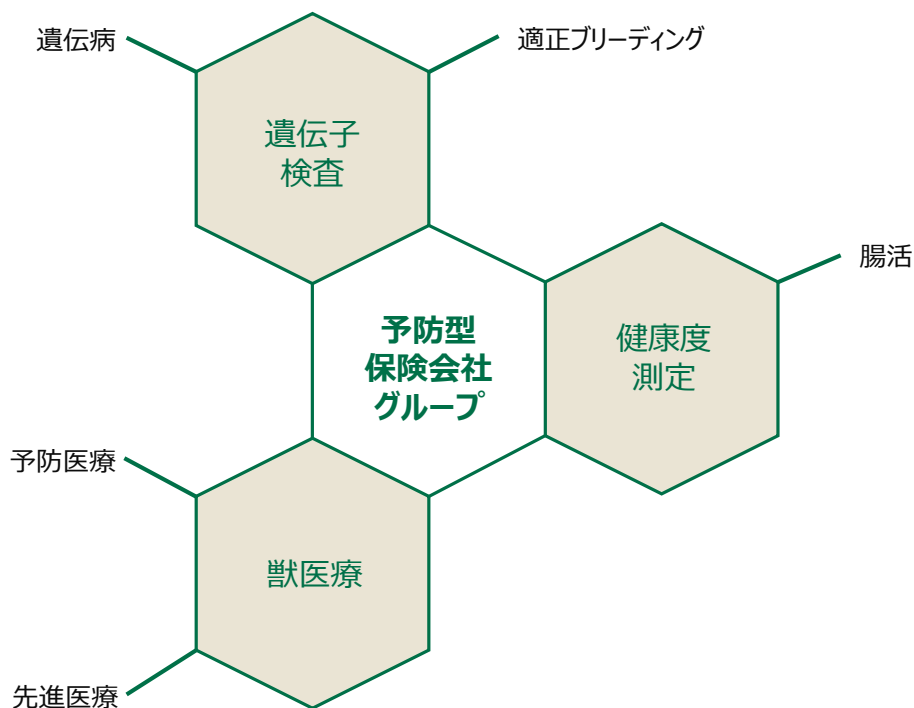 遺伝病
適正ブリーディング
遺伝子
検査
腸活
予防型
保険会社
グループ
健康度
測定
予防医療
獣医療
先進医療